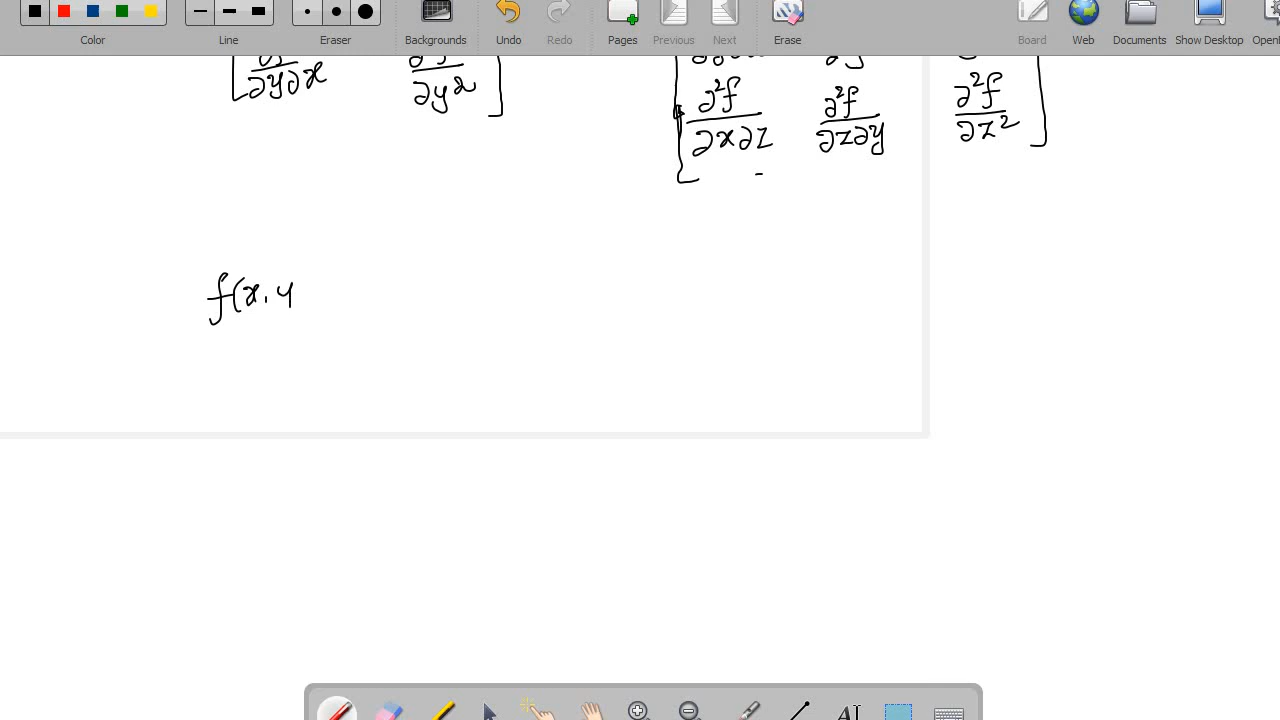 Color Line Eraser Backgrounds Undo Redo Pages Previous Next Erase Board Web Documents Show Desktop
∂y∂x ∂y²
∂²f ∂²f ∂²f
∂x∂z ∂z∂y ∂z²
f(x, y